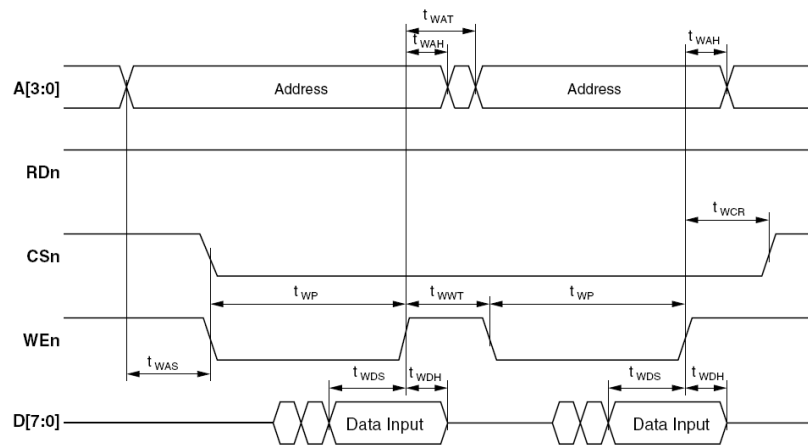 t WAT
t WAH t WAH
A[3:0] Address Address
RDn
t WCR
CSn
t WP t WWT t WP
WEn
t WAS t WDS t WDH t WDS t WDH
D[7:0] Data Input Data Input